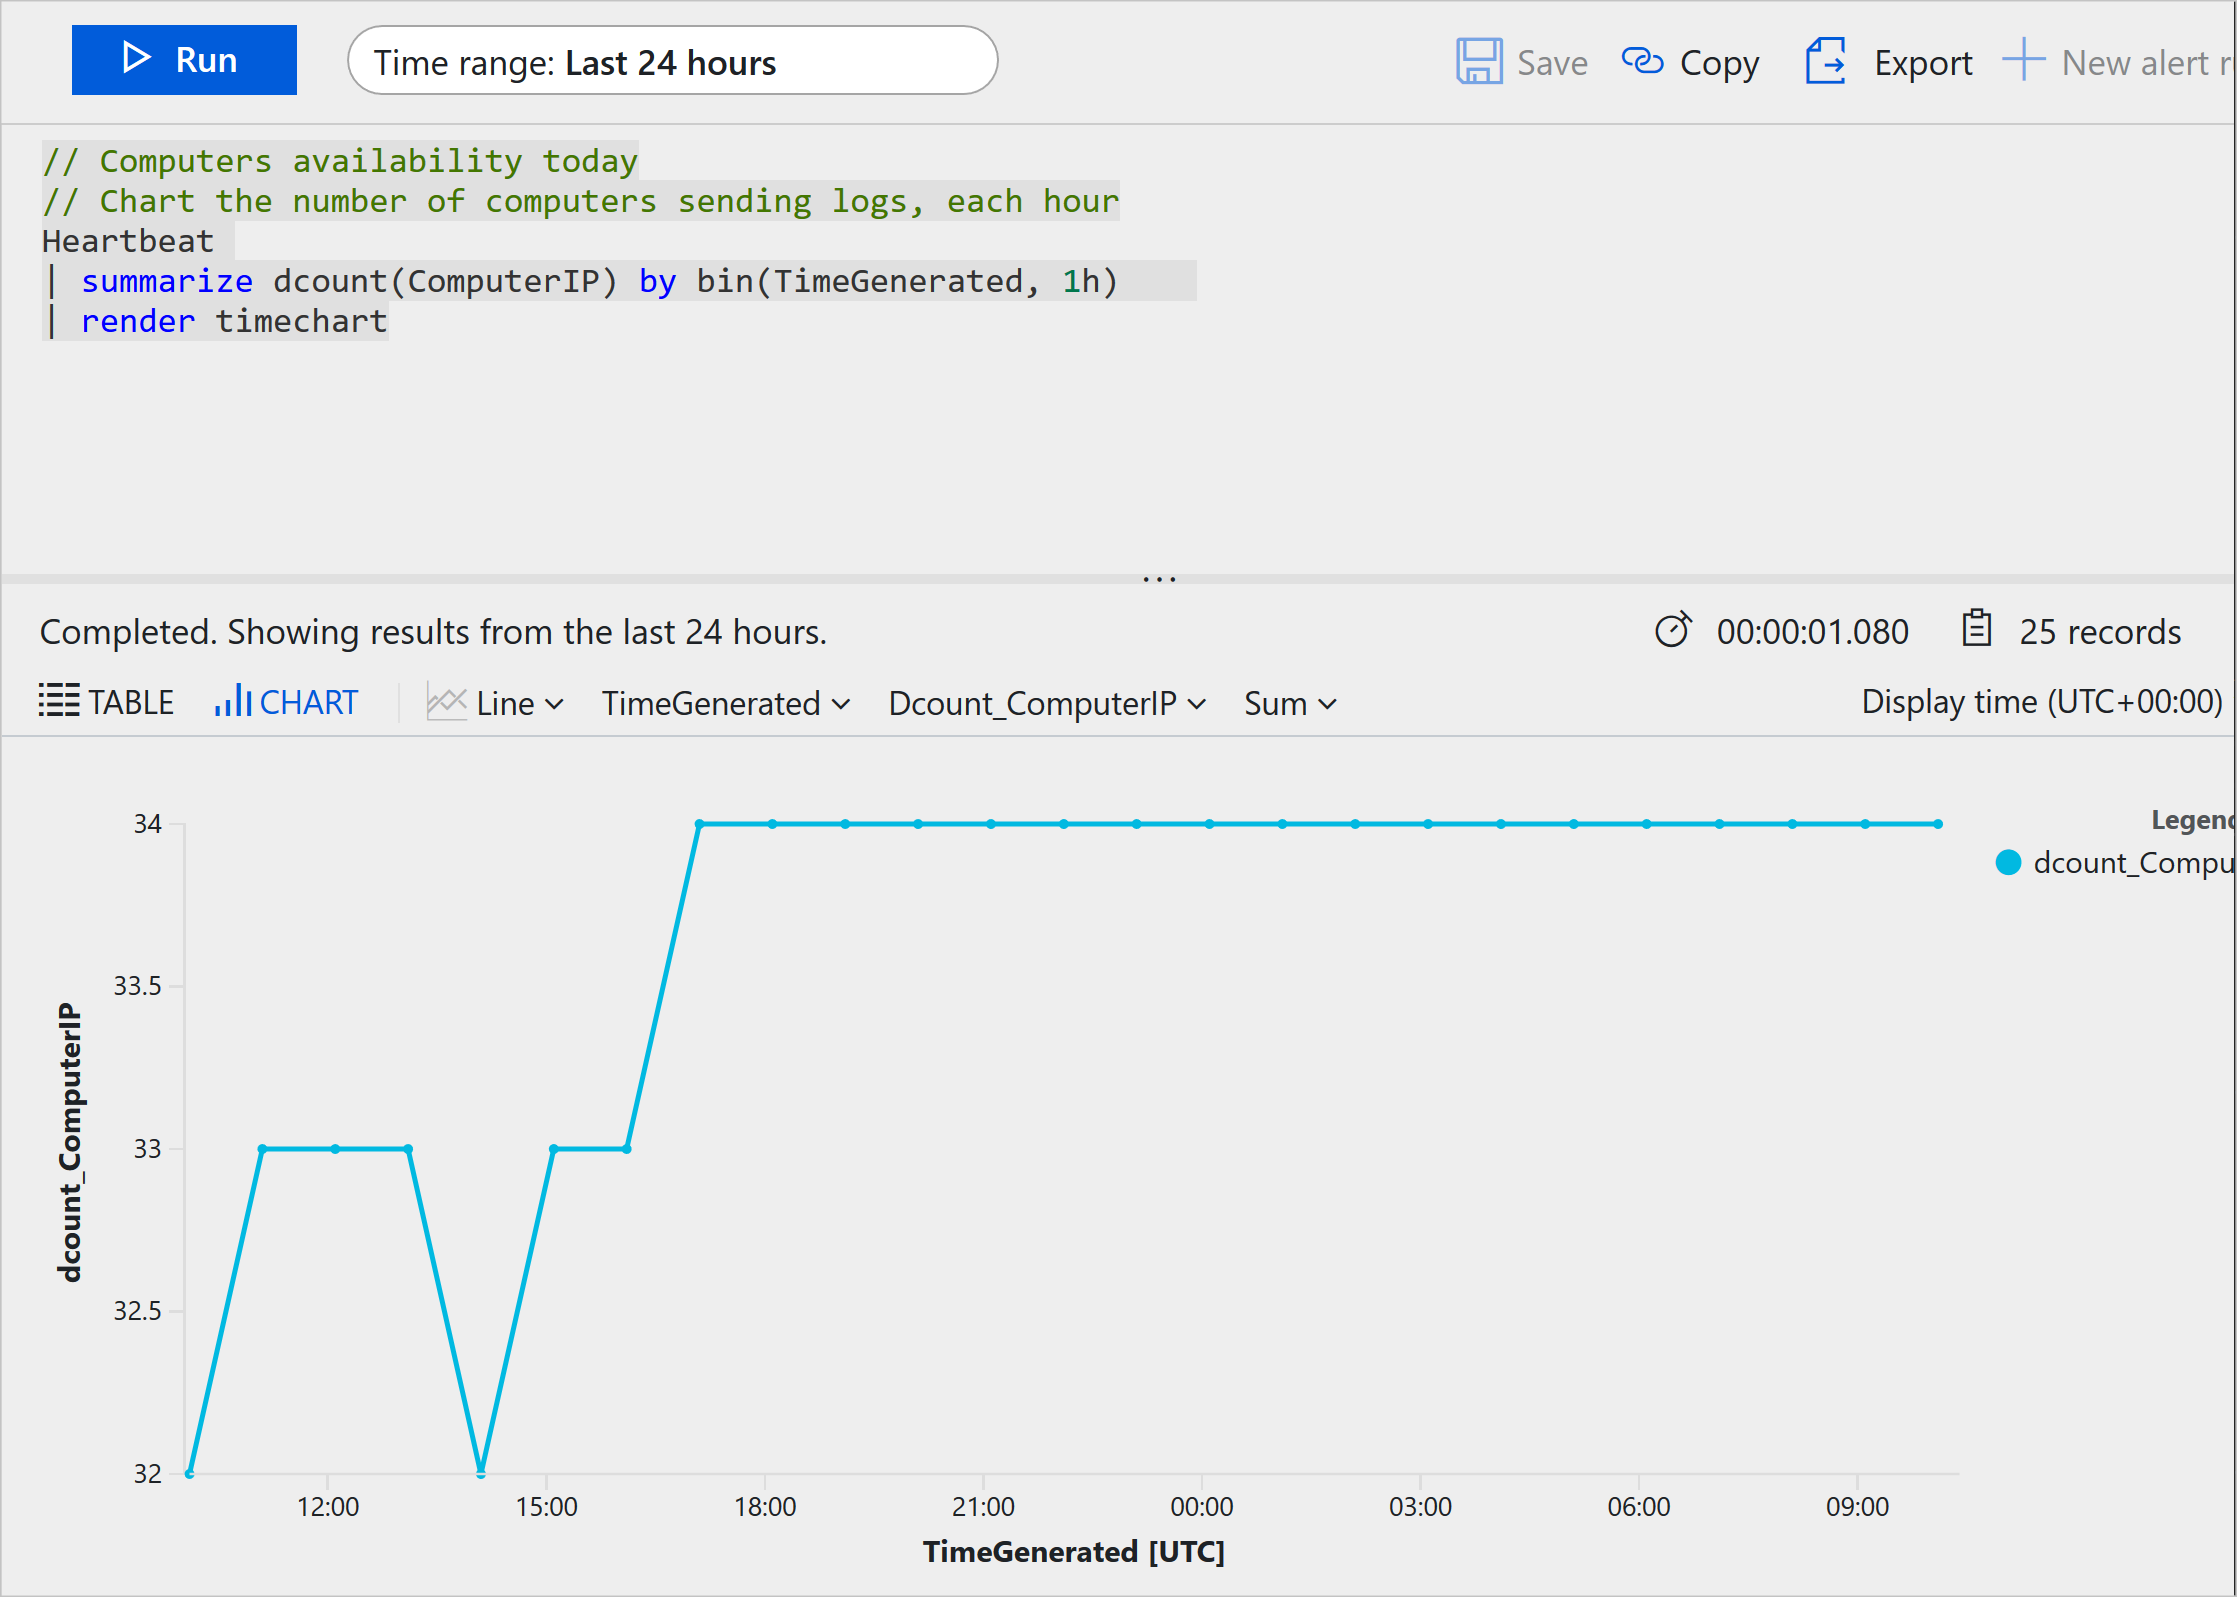 Run Time range: Last 24 hours Save Copy Export New alert r
// Computers availability today
// Chart the number of computers sending logs, each hour
Heartbeat
| summarize dcount(ComputerIP) by bin(TimeGenerated, 1h)
| render timechart
...
Completed. Showing results from the last 24 hours. 00:00:01.080 25 records
TABLE CHART Line TimeGenerated Dcount_ComputerIP Sum Display time (UTC+00:00)
Legend
dcount_Compu
34
33.5
33
32.5
32
dcount_ComputerIP
12:00 15:00 18:00 21:00 00:00 03:00 06:00 09:00
TimeGenerated [UTC]